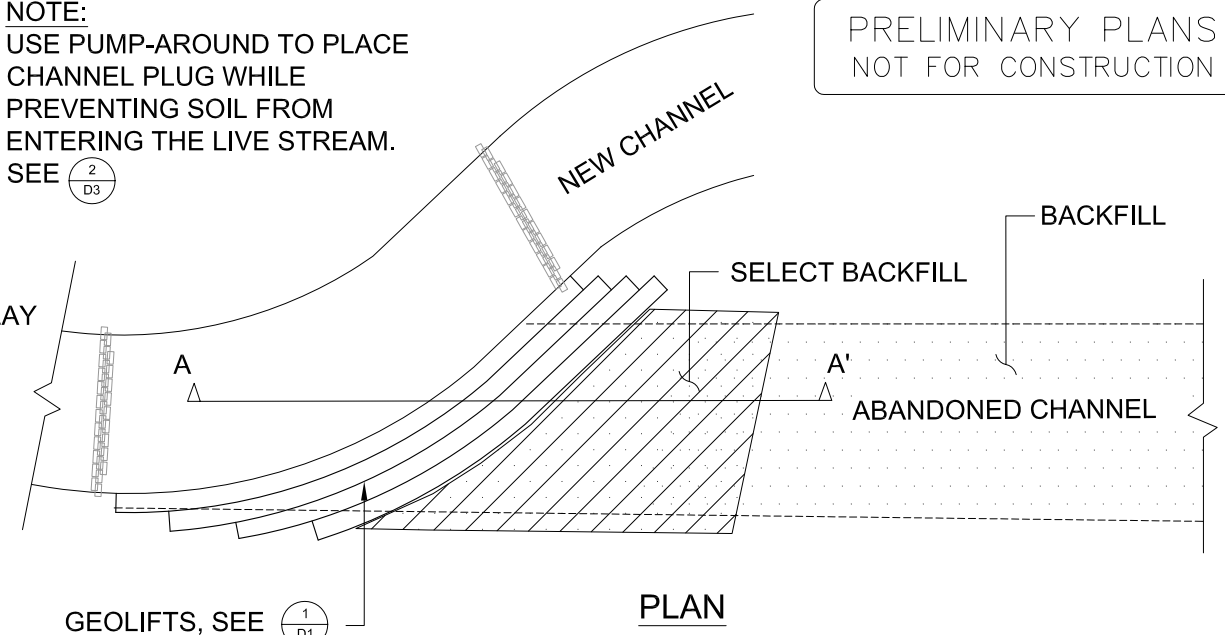 NOTE:
USE PUMP-AROUND TO PLACE
CHANNEL PLUG WHILE
PREVENTING SOIL FROM
ENTERING THE LIVE STREAM.
SEE 2
D3
PRELIMINARY PLANS
NOT FOR CONSTRUCTION
NEW CHANNEL
BACKFILL
SELECT BACKFILL
AY
A
A'
ABANDONED CHANNEL
GEOLIFTS, SEE 1
D1
PLAN